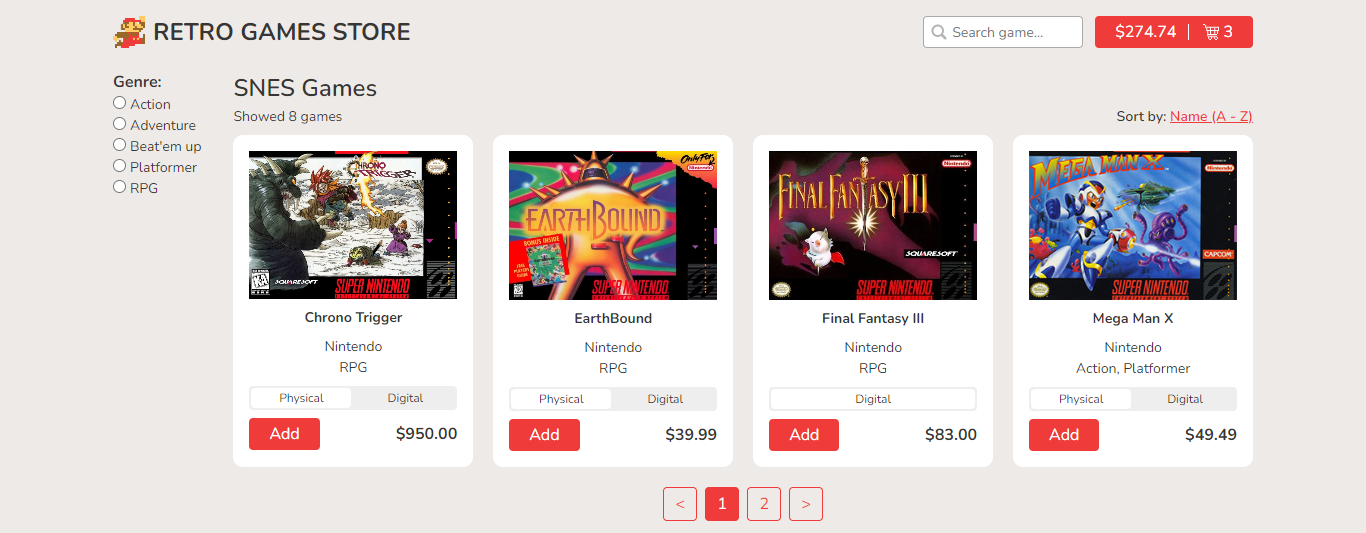 RETRO GAMES STORE
Search game...
$274.74 | 3
Genre:
Action
Adventure
Beat'em up
Platformer
RPG
SNES Games
Showed 8 games
Sort by: Name (A - Z)
CHRONO
TRIGGER
SQUARESOFT
SUPER NINTENDO
Only For
Nintendo
EARTHBOUND
BONUS INSIDE
SUPER NINTENDO
Nintendo
FINAL FANTASY III
SQUARESOFT
SUPER NINTENDO
MEGA MAN X
Nintendo
CAPCOM
SUPER NINTENDO
Chrono Trigger
Nintendo
RPG
Physical Digital
Add $950.00
EarthBound
Nintendo
RPG
Physical Digital
Add $39.99
Final Fantasy III
Nintendo
RPG
Digital
Add $83.00
Mega Man X
Nintendo
Action, Platformer
Physical Digital
Add $49.49
< 1 2 >